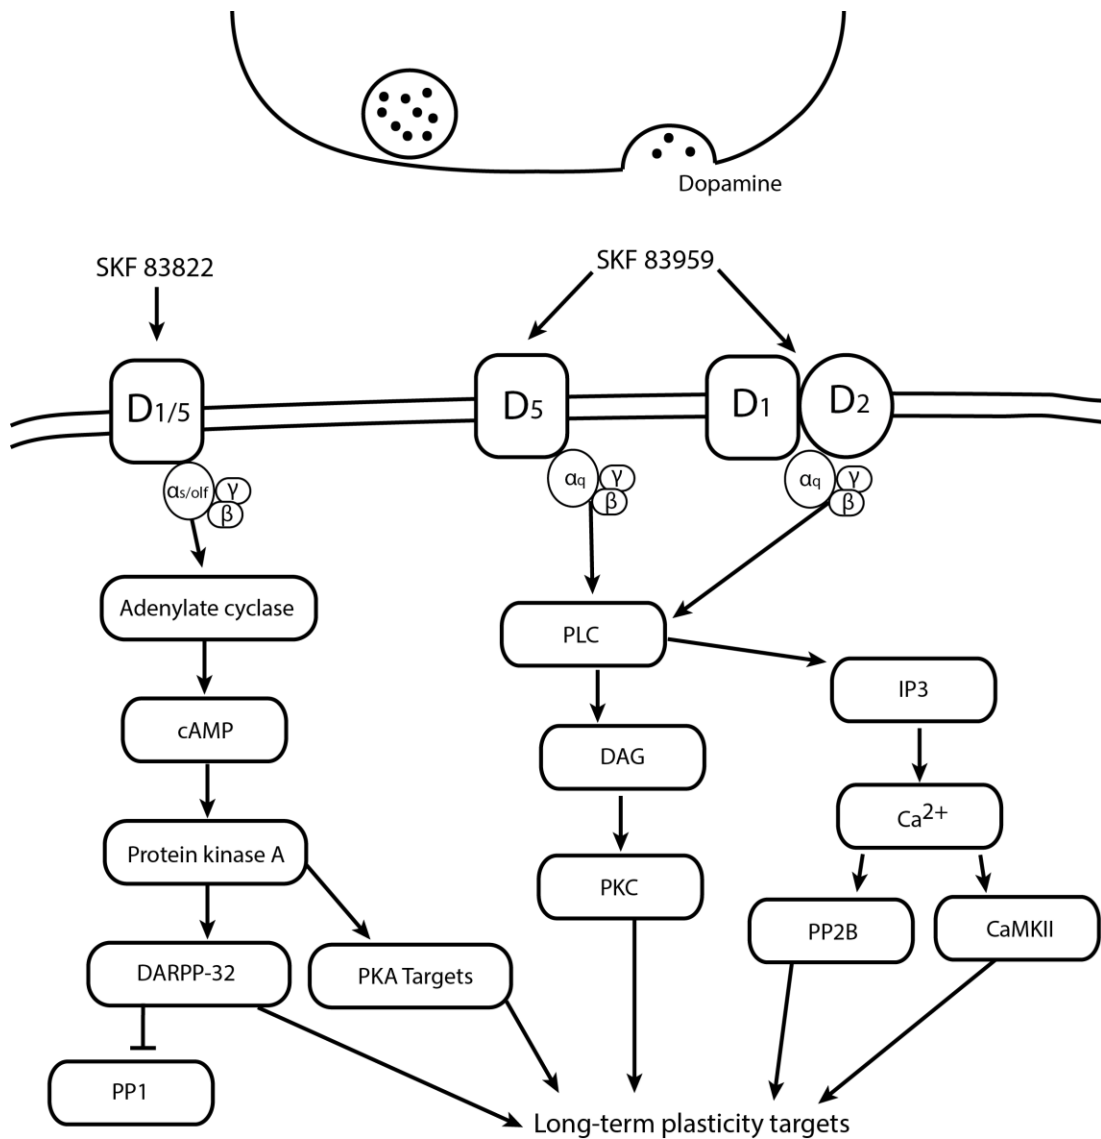 Dopamine
SKF 83822
SKF 83959
D1/5
D5
D1
D2
αs/olf
γ
β
αq
γ
β
αq
γ
β
Adenylate cyclase
PLC
IP3
cAMP
DAG
Ca2+
Protein kinase A
PKC
PP2B
CaMKII
DARPP-32
PKA Targets
PP1
Long-term plasticity targets